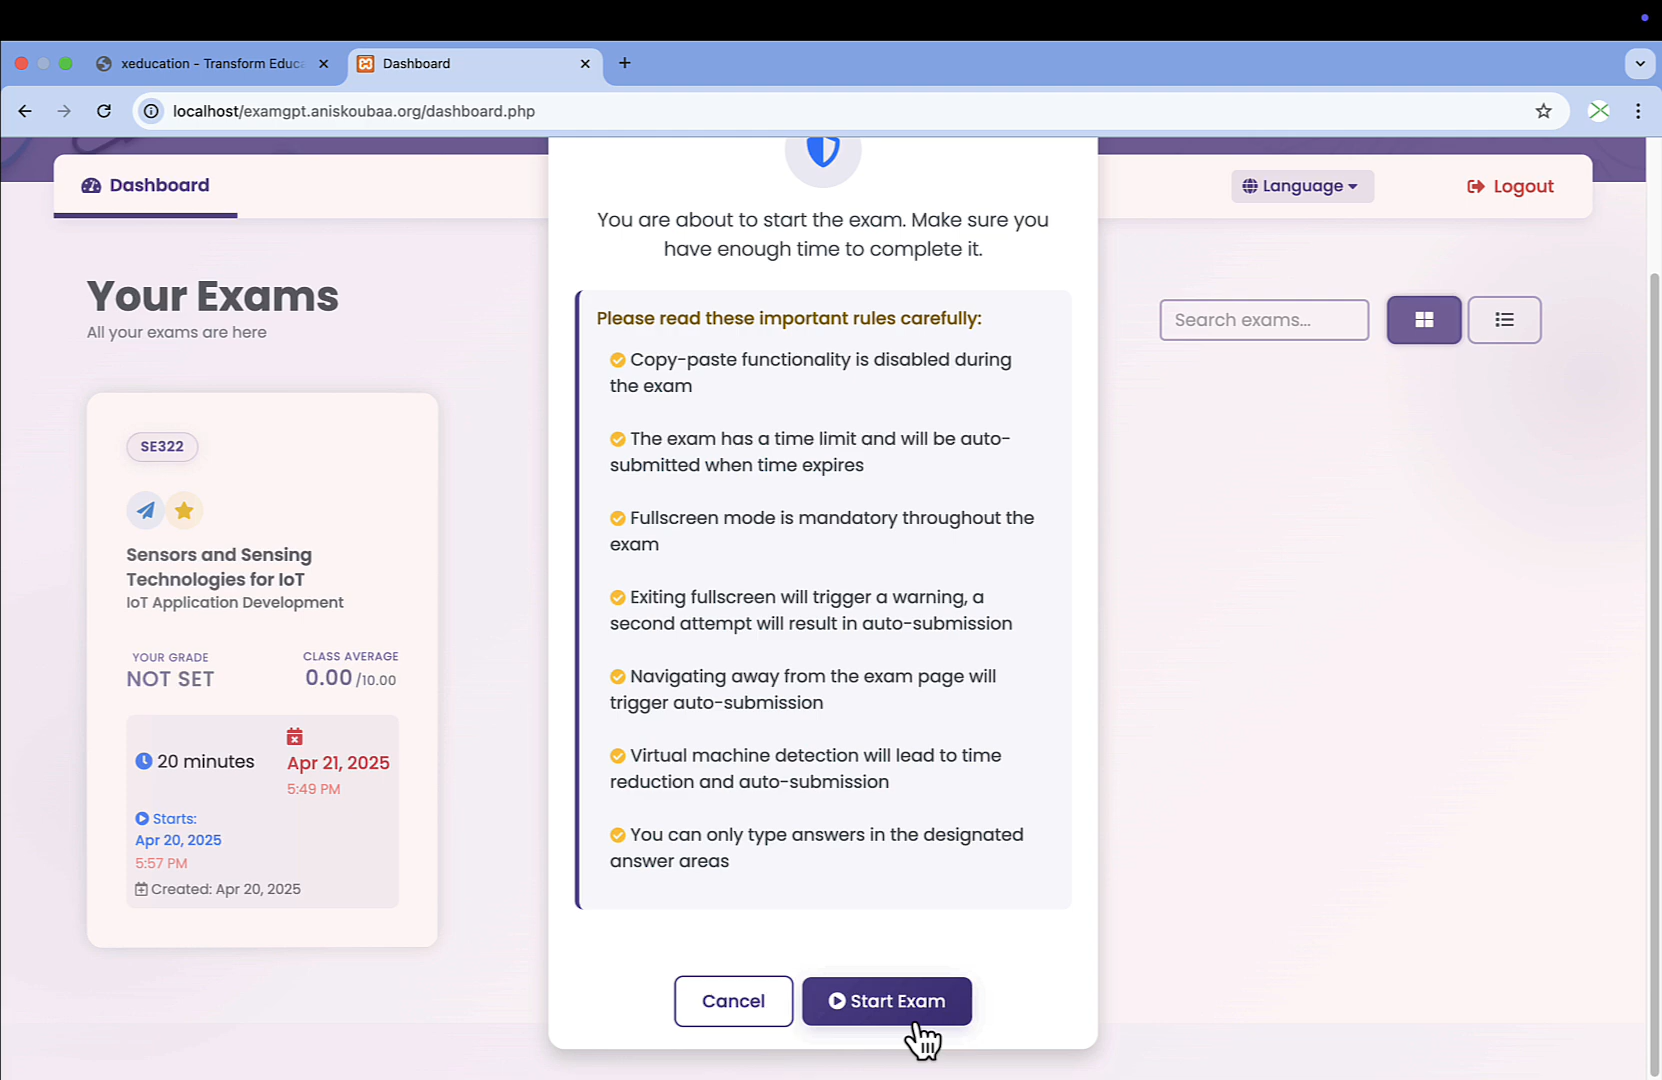 xeducation - Transform Educa
Dashboard
localhost/examgpt.aniskoubaa.org/dashboard.php
Dashboard
Language
Logout
Your Exams
All your exams are here
Search exams...
SE322
Sensors and Sensing
Technologies for IoT
IoT Application Development
YOUR GRADE
NOT SET
CLASS AVERAGE
0.00 /10.00
20 minutes
Apr 21, 2025
5:49 PM
Starts:
Apr 20, 2025
5:57 PM
Created: Apr 20, 2025
You are about to start the exam. Make sure you
have enough time to complete it.
Please read these important rules carefully:
Copy-paste functionality is disabled during
the exam
The exam has a time limit and will be auto-
submitted when time expires
Fullscreen mode is mandatory throughout the
exam
Exiting fullscreen will trigger a warning, a
second attempt will result in auto-submission
Navigating away from the exam page will
trigger auto-submission
Virtual machine detection will lead to time
reduction and auto-submission
You can only type answers in the designated
answer areas
Cancel
Start Exam